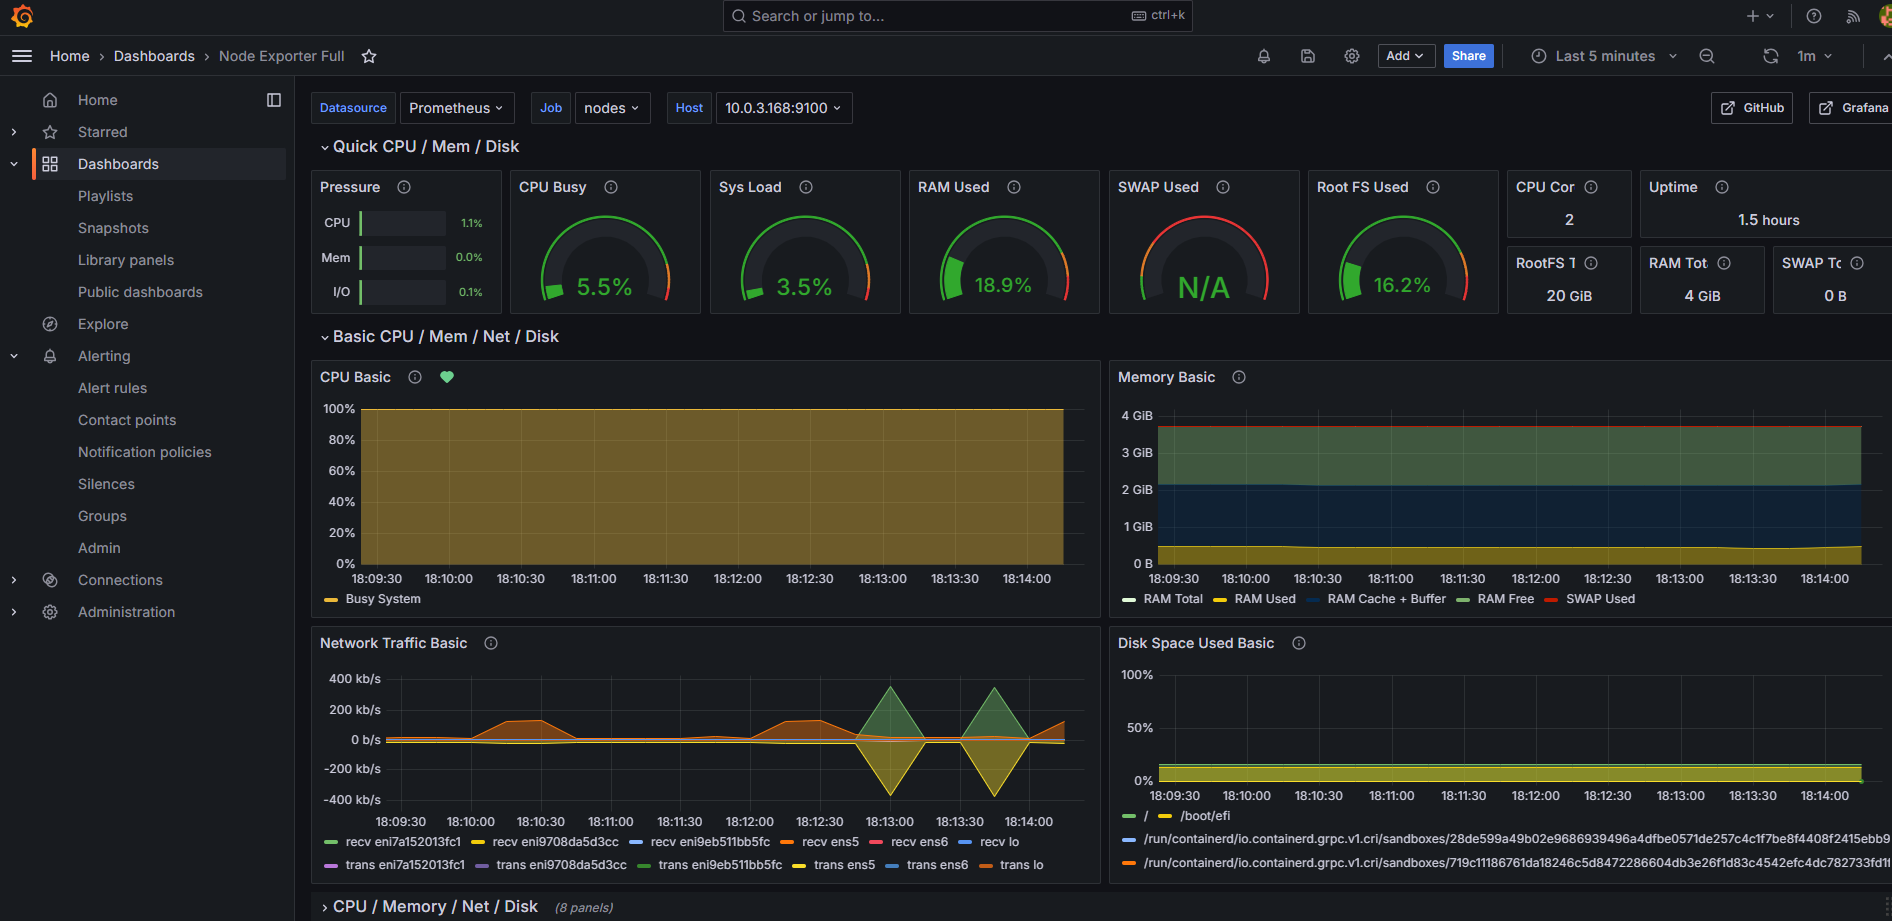 Search or jump to... ctrl+k
Home › Dashboards › Node Exporter Full Add Share Last 5 minutes 1m
Home
Starred
Dashboards
Playlists
Snapshots
Library panels
Public dashboards
Explore
Alerting
Alert rules
Contact points
Notification policies
Silences
Groups
Admin
Connections
Administration
Datasource Prometheus Job nodes Host 10.0.3.168:9100 GitHub Grafana
Quick CPU / Mem / Disk
Pressure
CPU 1.1%
Mem 0.0%
I/O 0.1%
CPU Busy
5.5%
Sys Load
3.5%
RAM Used
18.9%
SWAP Used
N/A
Root FS Used
16.2%
CPU Cor
2
Uptime
1.5 hours
RootFS T
20 GiB
RAM Tot
4 GiB
SWAP To
0 B
Basic CPU / Mem / Net / Disk
CPU Basic
100%
80%
60%
40%
20%
0%
18:09:30 18:10:00 18:10:30 18:11:00 18:11:30 18:12:00 18:12:30 18:13:00 18:13:30 18:14:00
Busy System
Memory Basic
4 GiB
3 GiB
2 GiB
1 GiB
0 B
18:09:30 18:10:00 18:10:30 18:11:00 18:11:30 18:12:00 18:12:30 18:13:00 18:13:30 18:14:00
RAM Total RAM Used RAM Cache + Buffer RAM Free SWAP Used
Network Traffic Basic
400 kb/s
200 kb/s
0 b/s
-200 kb/s
-400 kb/s
18:09:30 18:10:00 18:10:30 18:11:00 18:11:30 18:12:00 18:12:30 18:13:00 18:13:30 18:14:00
recv eni7a152013fc1 recv eni9708da5d3cc recv eni9eb511bb5fc recv ens5 recv ens6 recv lo
trans eni7a152013fc1 trans eni9708da5d3cc trans eni9eb511bb5fc trans ens5 trans ens6 trans lo
Disk Space Used Basic
100%
50%
0%
18:09:30 18:10:00 18:10:30 18:11:00 18:11:30 18:12:00 18:12:30 18:13:00 18:13:30 18:14:00
/ /boot/efi
/run/containerd/io.containerd.grpc.v1.cri/sandboxes/28de599a49b02e9686939496a4dfbe0571de257c4c1f7be8f4408f2415ebb9
/run/containerd/io.containerd.grpc.v1.cri/sandboxes/719c11186761da18246c5d8472286604db3e26f1d83c4542efc4dc782733fd1f
CPU / Memory / Net / Disk (8 panels)